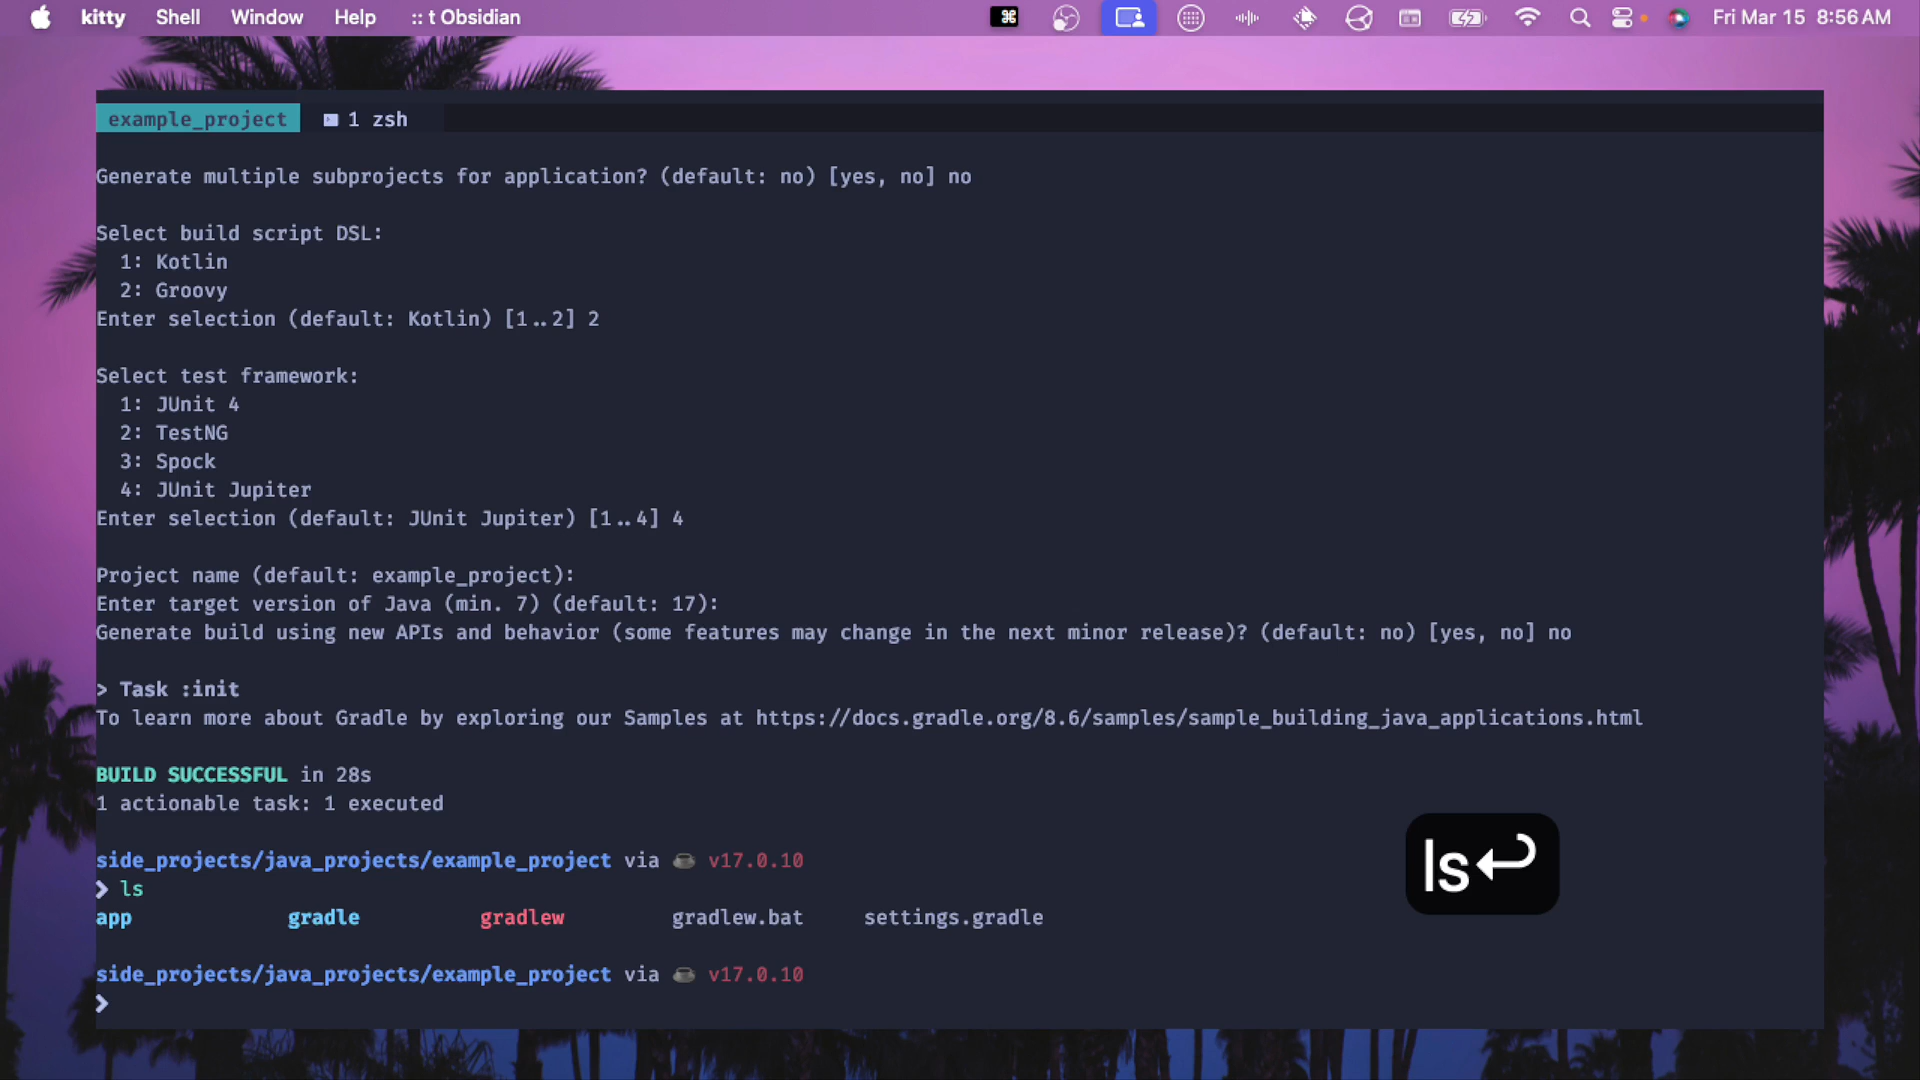 kitty Shell Window Help :: t Obsidian Fri Mar 15 8:56 AM
example_project 1 zsh
Generate multiple subprojects for application? (default: no) [yes, no] no
Select build script DSL:
1: Kotlin
2: Groovy
Enter selection (default: Kotlin) [1..2] 2
Select test framework:
1: JUnit 4
2: TestNG
3: Spock
4: JUnit Jupiter
Enter selection (default: JUnit Jupiter) [1..4] 4
Project name (default: example_project):
Enter target version of Java (min. 7) (default: 17):
Generate build using new APIs and behavior (some features may change in the next minor release)? (default: no) [yes, no] no
> Task :init
To learn more about Gradle by exploring our Samples at https://docs.gradle.org/8.6/samples/sample_building_java_applications.html
BUILD SUCCESSFUL in 28s
1 actionable task: 1 executed
side_projects/java_projects/example_project via ☕ v17.0.10
❯ ls
app gradle gradlew gradlew.bat settings.gradle
side_projects/java_projects/example_project via ☕ v17.0.10
❯
ls↩